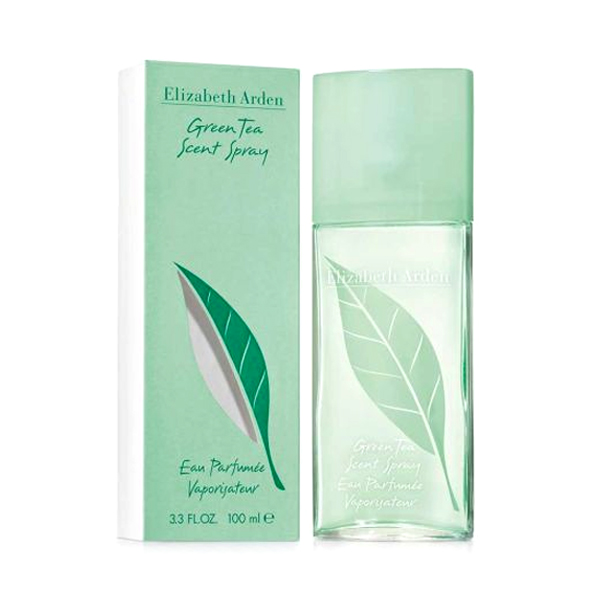 Elizabeth Arden
Green Tea
Scent Spray
Eau Parfumée
Vaporisateur
3.3 FL.OZ. 100 ml ℮
Elizabeth Arden
Green Tea
Scent Spray
Eau Parfumée
Vaporisateur